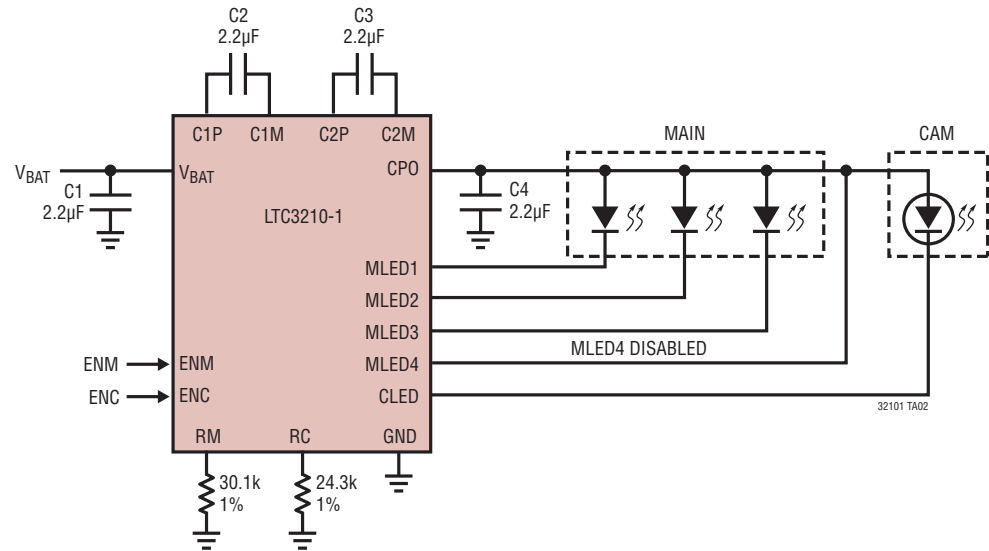 C2
2.2µF
C3
2.2µF
C1P
C1M
C2P
C2M
MAIN
CAM
VBAT
VBAT
CPO
C1
2.2µF
C4
2.2µF
LTC3210-1
MLED1
MLED2
MLED3
MLED4 DISABLED
ENM
ENM
MLED4
ENC
ENC
CLED
32101 TA02
RM
RC
GND
30.1k
1%
24.3k
1%